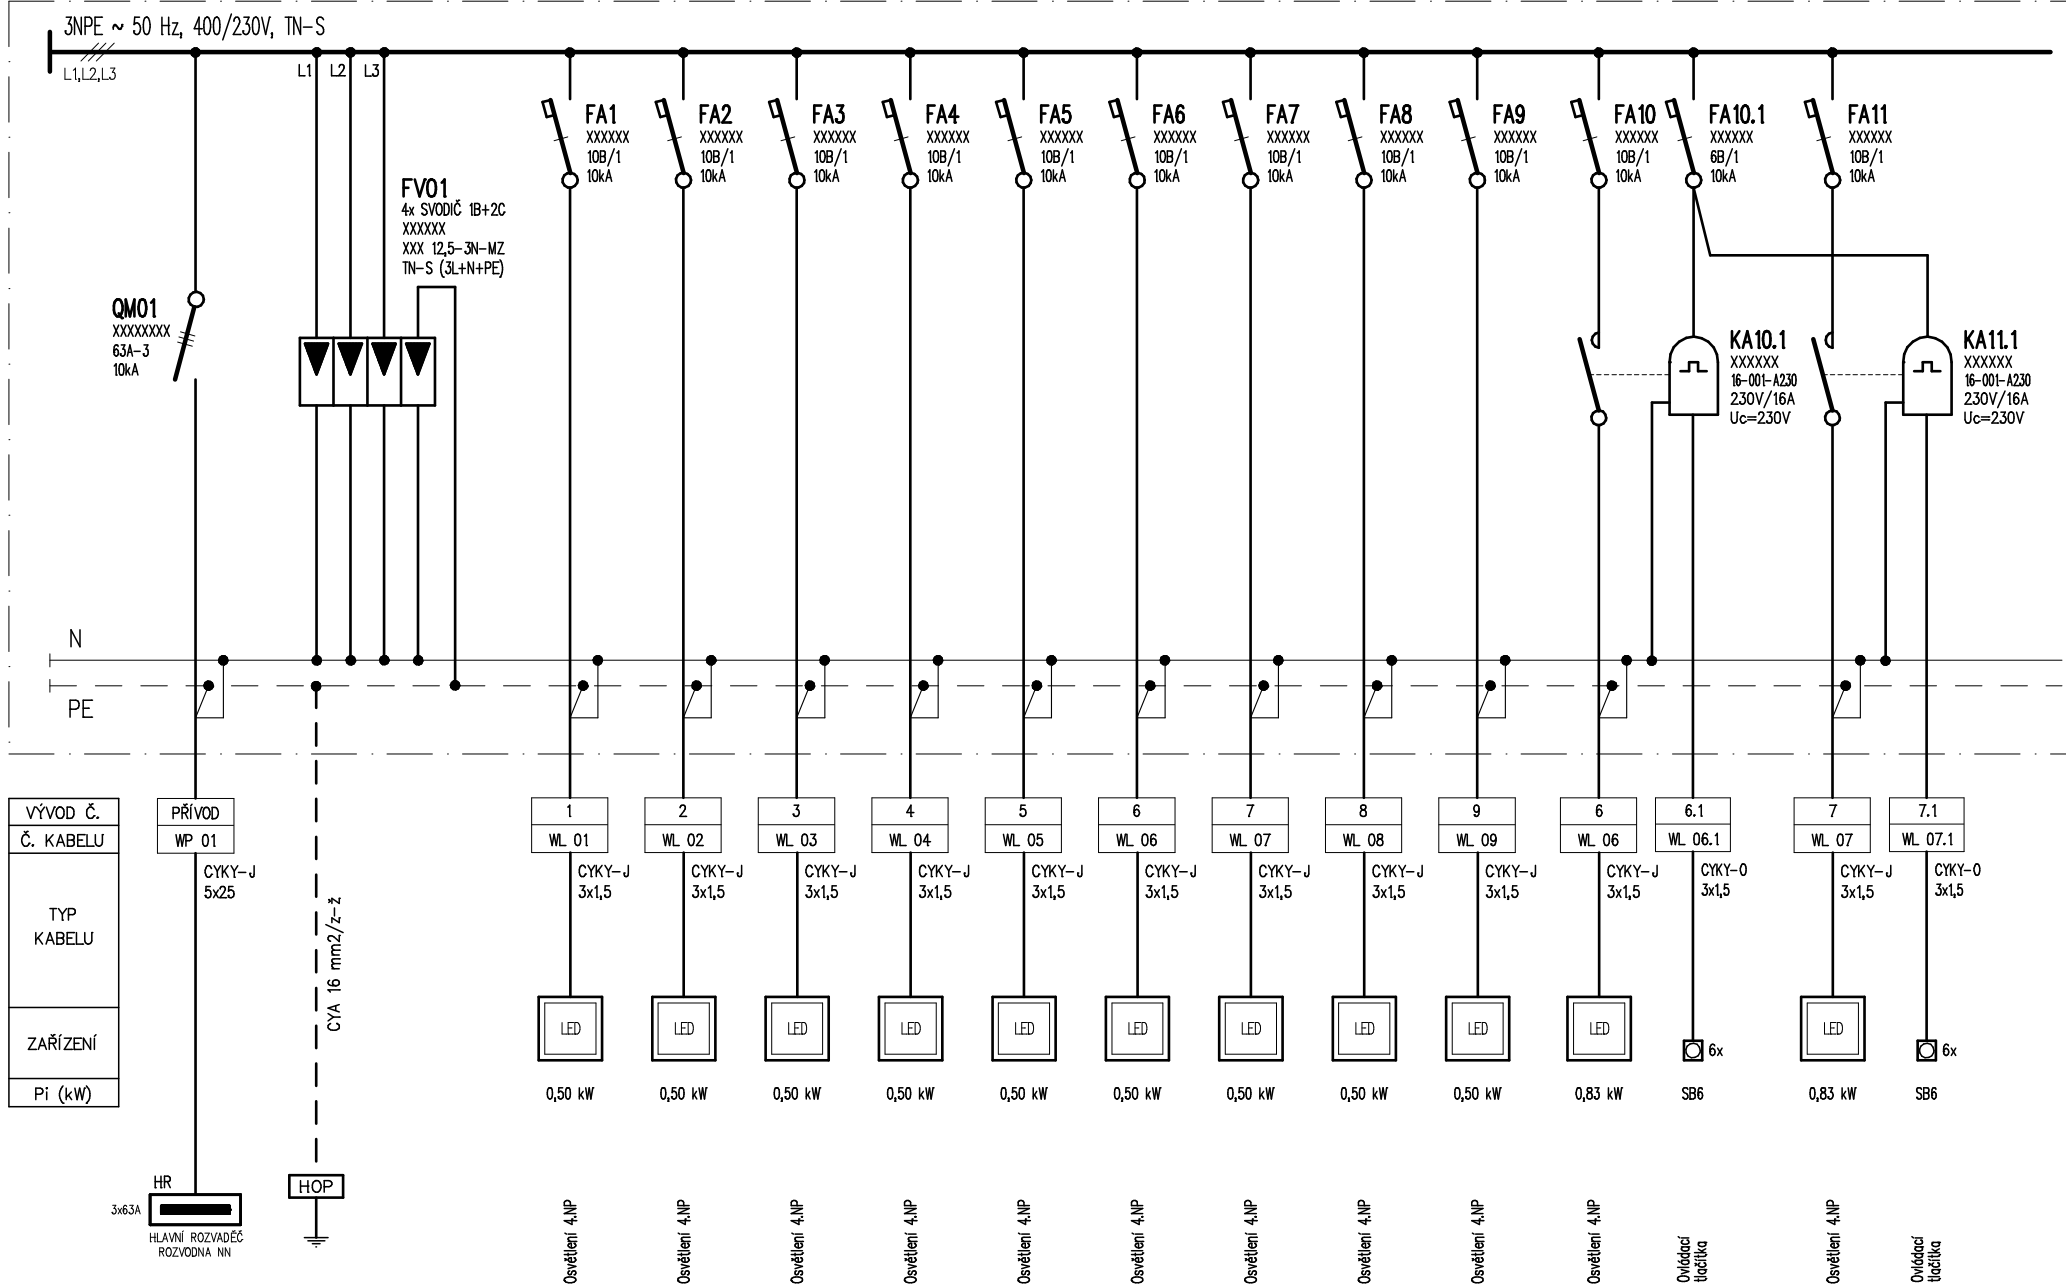 3NPE ~ 50 Hz, 400/230V, TN-S
L1,L2,L3
L1
L2
L3
QM01
XXXXXXXX
63A-3
10kA
FV01
4x SVODIČ 1B+2C
XXXXXX
XXX 12,5-3N-MZ
TN-S (3L+N+PE)
FA1
XXXXXX
10B/1
10kA
FA2
XXXXXX
10B/1
10kA
FA3
XXXXXX
10B/1
10kA
FA4
XXXXXX
10B/1
10kA
FA5
XXXXXX
10B/1
10kA
FA6
XXXXXX
10B/1
10kA
FA7
XXXXXX
10B/1
10kA
FA8
XXXXXX
10B/1
10kA
FA9
XXXXXX
10B/1
10kA
FA10
XXXXXX
10B/1
10kA
FA10.1
XXXXXX
6B/1
10kA
FA11
XXXXXX
10B/1
10kA
KA10.1
XXXXXX
16-001-A230
230V/16A
Uc=230V
KA11.1
XXXXXX
16-001-A230
230V/16A
Uc=230V
N
PE
VÝVOD Č.
Č. KABELU
TYP
KABELU
ZAŘÍZENÍ
Pi (kW)
PŘÍVOD
WP 01
CYKY-J
5x25
HR
3x63A
HLAVNÍ ROZVADĚČ
ROZVODNA NN
CYA 16 mm2/z-ž
HOP
1
WL 01
CYKY-J
3x1,5
LED
0,50 kW
Osvětlení 4.NP
2
WL 02
CYKY-J
3x1,5
LED
0,50 kW
Osvětlení 4.NP
3
WL 03
CYKY-J
3x1,5
LED
0,50 kW
Osvětlení 4.NP
4
WL 04
CYKY-J
3x1,5
LED
0,50 kW
Osvětlení 4.NP
5
WL 05
CYKY-J
3x1,5
LED
0,50 kW
Osvětlení 4.NP
6
WL 06
CYKY-J
3x1,5
LED
0,50 kW
Osvětlení 4.NP
7
WL 07
CYKY-J
3x1,5
LED
0,50 kW
Osvětlení 4.NP
8
WL 08
CYKY-J
3x1,5
LED
0,50 kW
Osvětlení 4.NP
9
WL 09
CYKY-J
3x1,5
LED
0,50 kW
Osvětlení 4.NP
6
WL 06
CYKY-J
3x1,5
LED
0,83 kW
Osvětlení 4.NP
6.1
WL 06.1
CYKY-O
3x1,5
6x
SB6
Ovládací
tlačítka
7
WL 07
CYKY-J
3x1,5
LED
0,83 kW
Osvětlení 4.NP
7.1
WL 07.1
CYKY-O
3x1,5
6x
SB6
Ovládací
tlačítka